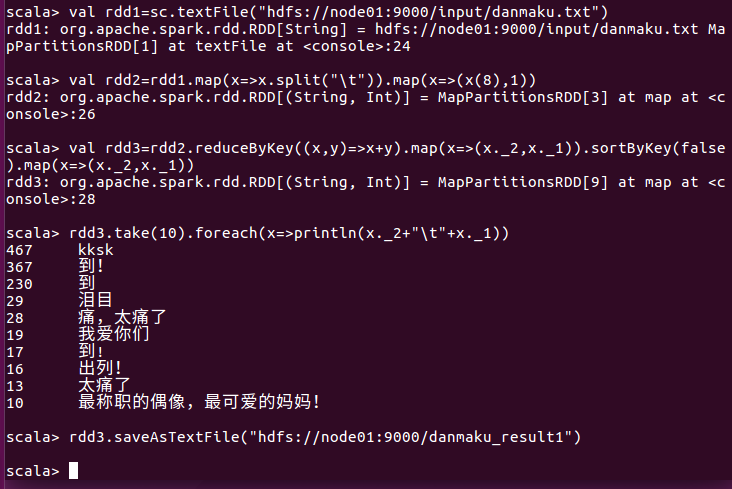 scala> val rdd1=sc.textFile("hdfs://node01:9000/input/danmaku.txt")
rdd1: org.apache.spark.rdd.RDD[String] = hdfs://node01:9000/input/danmaku.txt Ma
pPartitionsRDD[1] at textFile at <console>:24
scala> val rdd2=rdd1.map(x=>x.split("\t")).map(x=>(x(8),1))
rdd2: org.apache.spark.rdd.RDD[(String, Int)] = MapPartitionsRDD[3] at map at <c
onsole>:26
scala> val rdd3=rdd2.reduceByKey((x,y)=>x+y).map(x=>(x._2,x._1)).sortByKey(false
).map(x=>(x._2,x._1))
rdd3: org.apache.spark.rdd.RDD[(String, Int)] = MapPartitionsRDD[9] at map at <c
onsole>:28
scala> rdd3.take(10).foreach(x=>println(x._2+"\t"+x._1))
467 kksk
367 到！
230 到
29 泪目
28 痛，太痛了
19 我爱你们
17 到!
16 出列！
13 太痛了
10 最称职的偶像，最可爱的妈妈！
scala> rdd3.saveAsTextFile("hdfs://node01:9000/danmaku_result1")
scala>